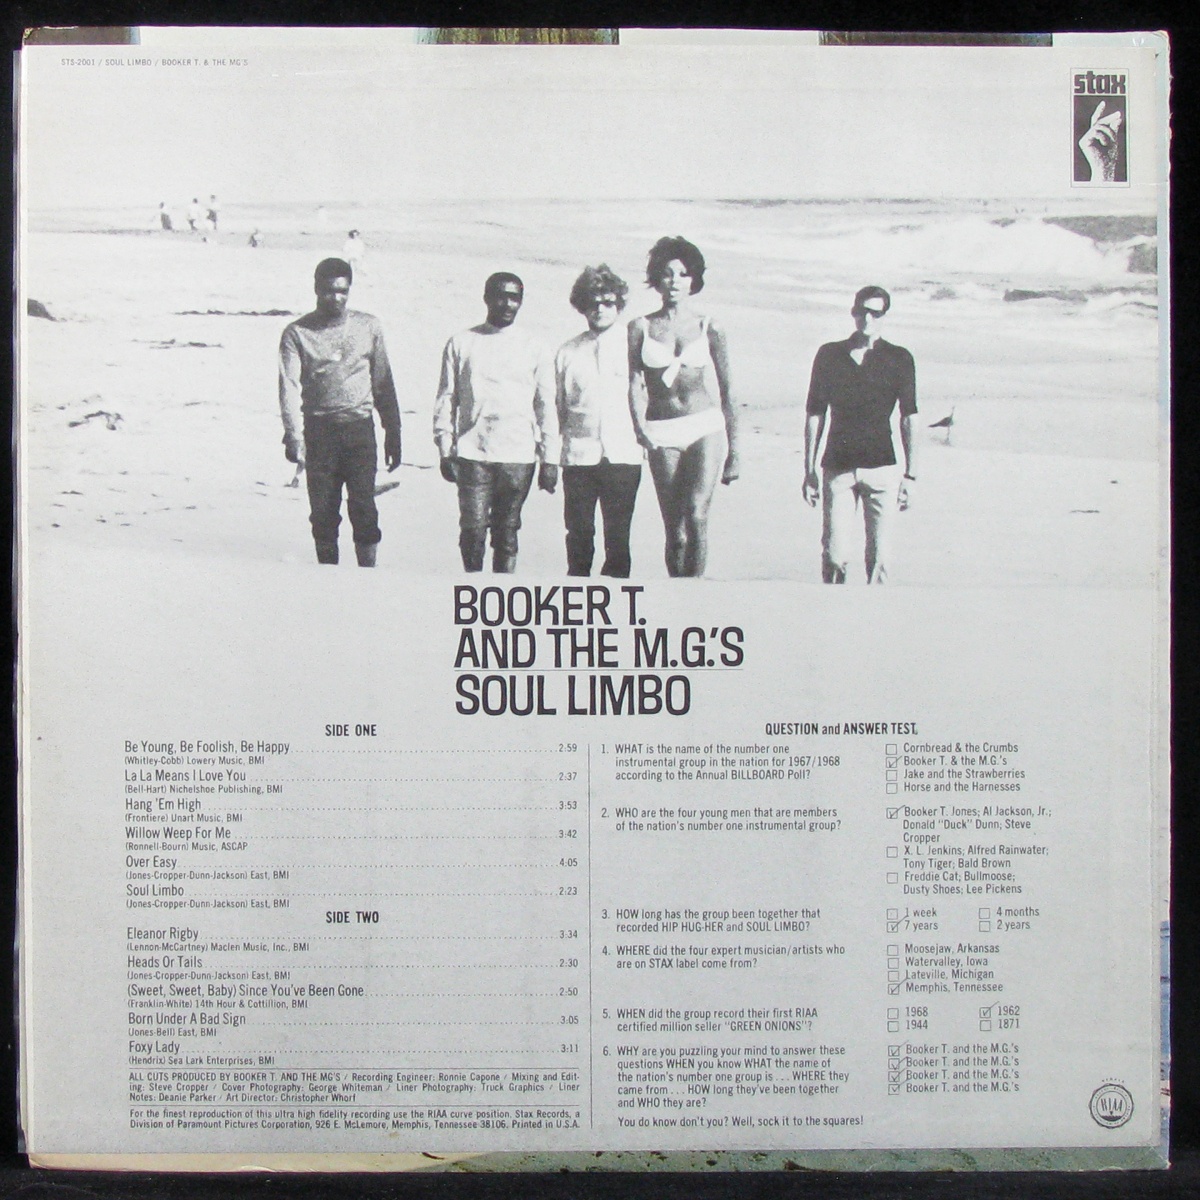 STS-2001 / SOUL LIMBO / BOOKER T. & THE MG'S
stax
BOOKER T.
AND THE M.G.'S
SOUL LIMBO
SIDE ONE
Be Young, Be Foolish, Be Happy 2:59
(Whitley-Cobb) Lowery Music, BMI
La La Means I Love You 2:37
(Bell-Hart) Nichelshoe Publishing, BMI
Hang 'Em High 3:53
(Frontiere) Unart Music, BMI
Willow Weep For Me 3:42
(Ronnell-Bourn) Music, ASCAP
Over Easy 4:05
(Jones-Cropper-Dunn-Jackson) East, BMI
Soul Limbo 2:23
(Jones-Cropper-Dunn-Jackson) East, BMI
SIDE TWO
Eleanor Rigby 3:34
(Lennon-McCartney) Maclen Music, Inc., BMI
Heads Or Tails 2:30
(Jones-Cropper-Dunn-Jackson) East, BMI
(Sweet, Sweet, Baby) Since You've Been Gone 2:50
(Franklin-White) 14th Hour & Cottillion, BMI
Born Under A Bad Sign 3:05
(Jones-Bell) East, BMI
Foxy Lady 3:11
(Hendrix) Sea Lark Enterprises, BMI
ALL CUTS PRODUCED BY BOOKER T. AND THE MG'S / Recording Engineer: Ronnie Capone / Mixing and Edit-
ing: Steve Cropper / Cover Photography: George Whiteman / Liner Photography: Truck Graphics / Liner
Notes: Deanie Parker / Art Director: Christopher Whorf
For the finest reproduction of this ultra high fidelity recording use the RIAA curve position. Stax Records, a
Division of Paramount Pictures Corporation, 926 E. McLemore, Memphis, Tennessee 38106. Printed in U.S.A.
QUESTION and ANSWER TEST.
1. WHAT is the name of the number one
instrumental group in the nation for 1967/1968
according to the Annual BILLBOARD Poll?
Cornbread & the Crumbs
Booker T. & the M.G.'s
Jake and the Strawberries
Horse and the Harnesses
2. WHO are the four young men that are members
of the nation's number one instrumental group?
Booker T. Jones; Al Jackson, Jr.;
Donald "Duck" Dunn; Steve
Cropper
X. L. Jenkins; Alfred Rainwater;
Tony Tiger; Bald Brown
Freddie Cat; Bullmoose;
Dusty Shoes; Lee Pickens
3. HOW long has the group been together that
recorded HIP HUG-HER and SOUL LIMBO?
1 week 4 months
7 years 2 years
4. WHERE did the four expert musician/artists who
are on STAX label come from?
Moosejaw, Arkansas
Watervalley, Iowa
Lateville, Michigan
Memphis, Tennessee
5. WHEN did the group record their first RIAA
certified million seller "GREEN ONIONS"?
1968 1962
1944 1871
6. WHY are you puzzling your mind to answer these
questions WHEN you know WHAT the name of
the nation's number one group is . . . WHERE they
came from . . . HOW long they've been together
and WHO they are?
Booker T. and the M.G.'s
Booker T. and the M.G.'s
Booker T. and the M.G.'s
Booker T. and the M.G.'s
You do know don't you? Well, sock it to the squares!